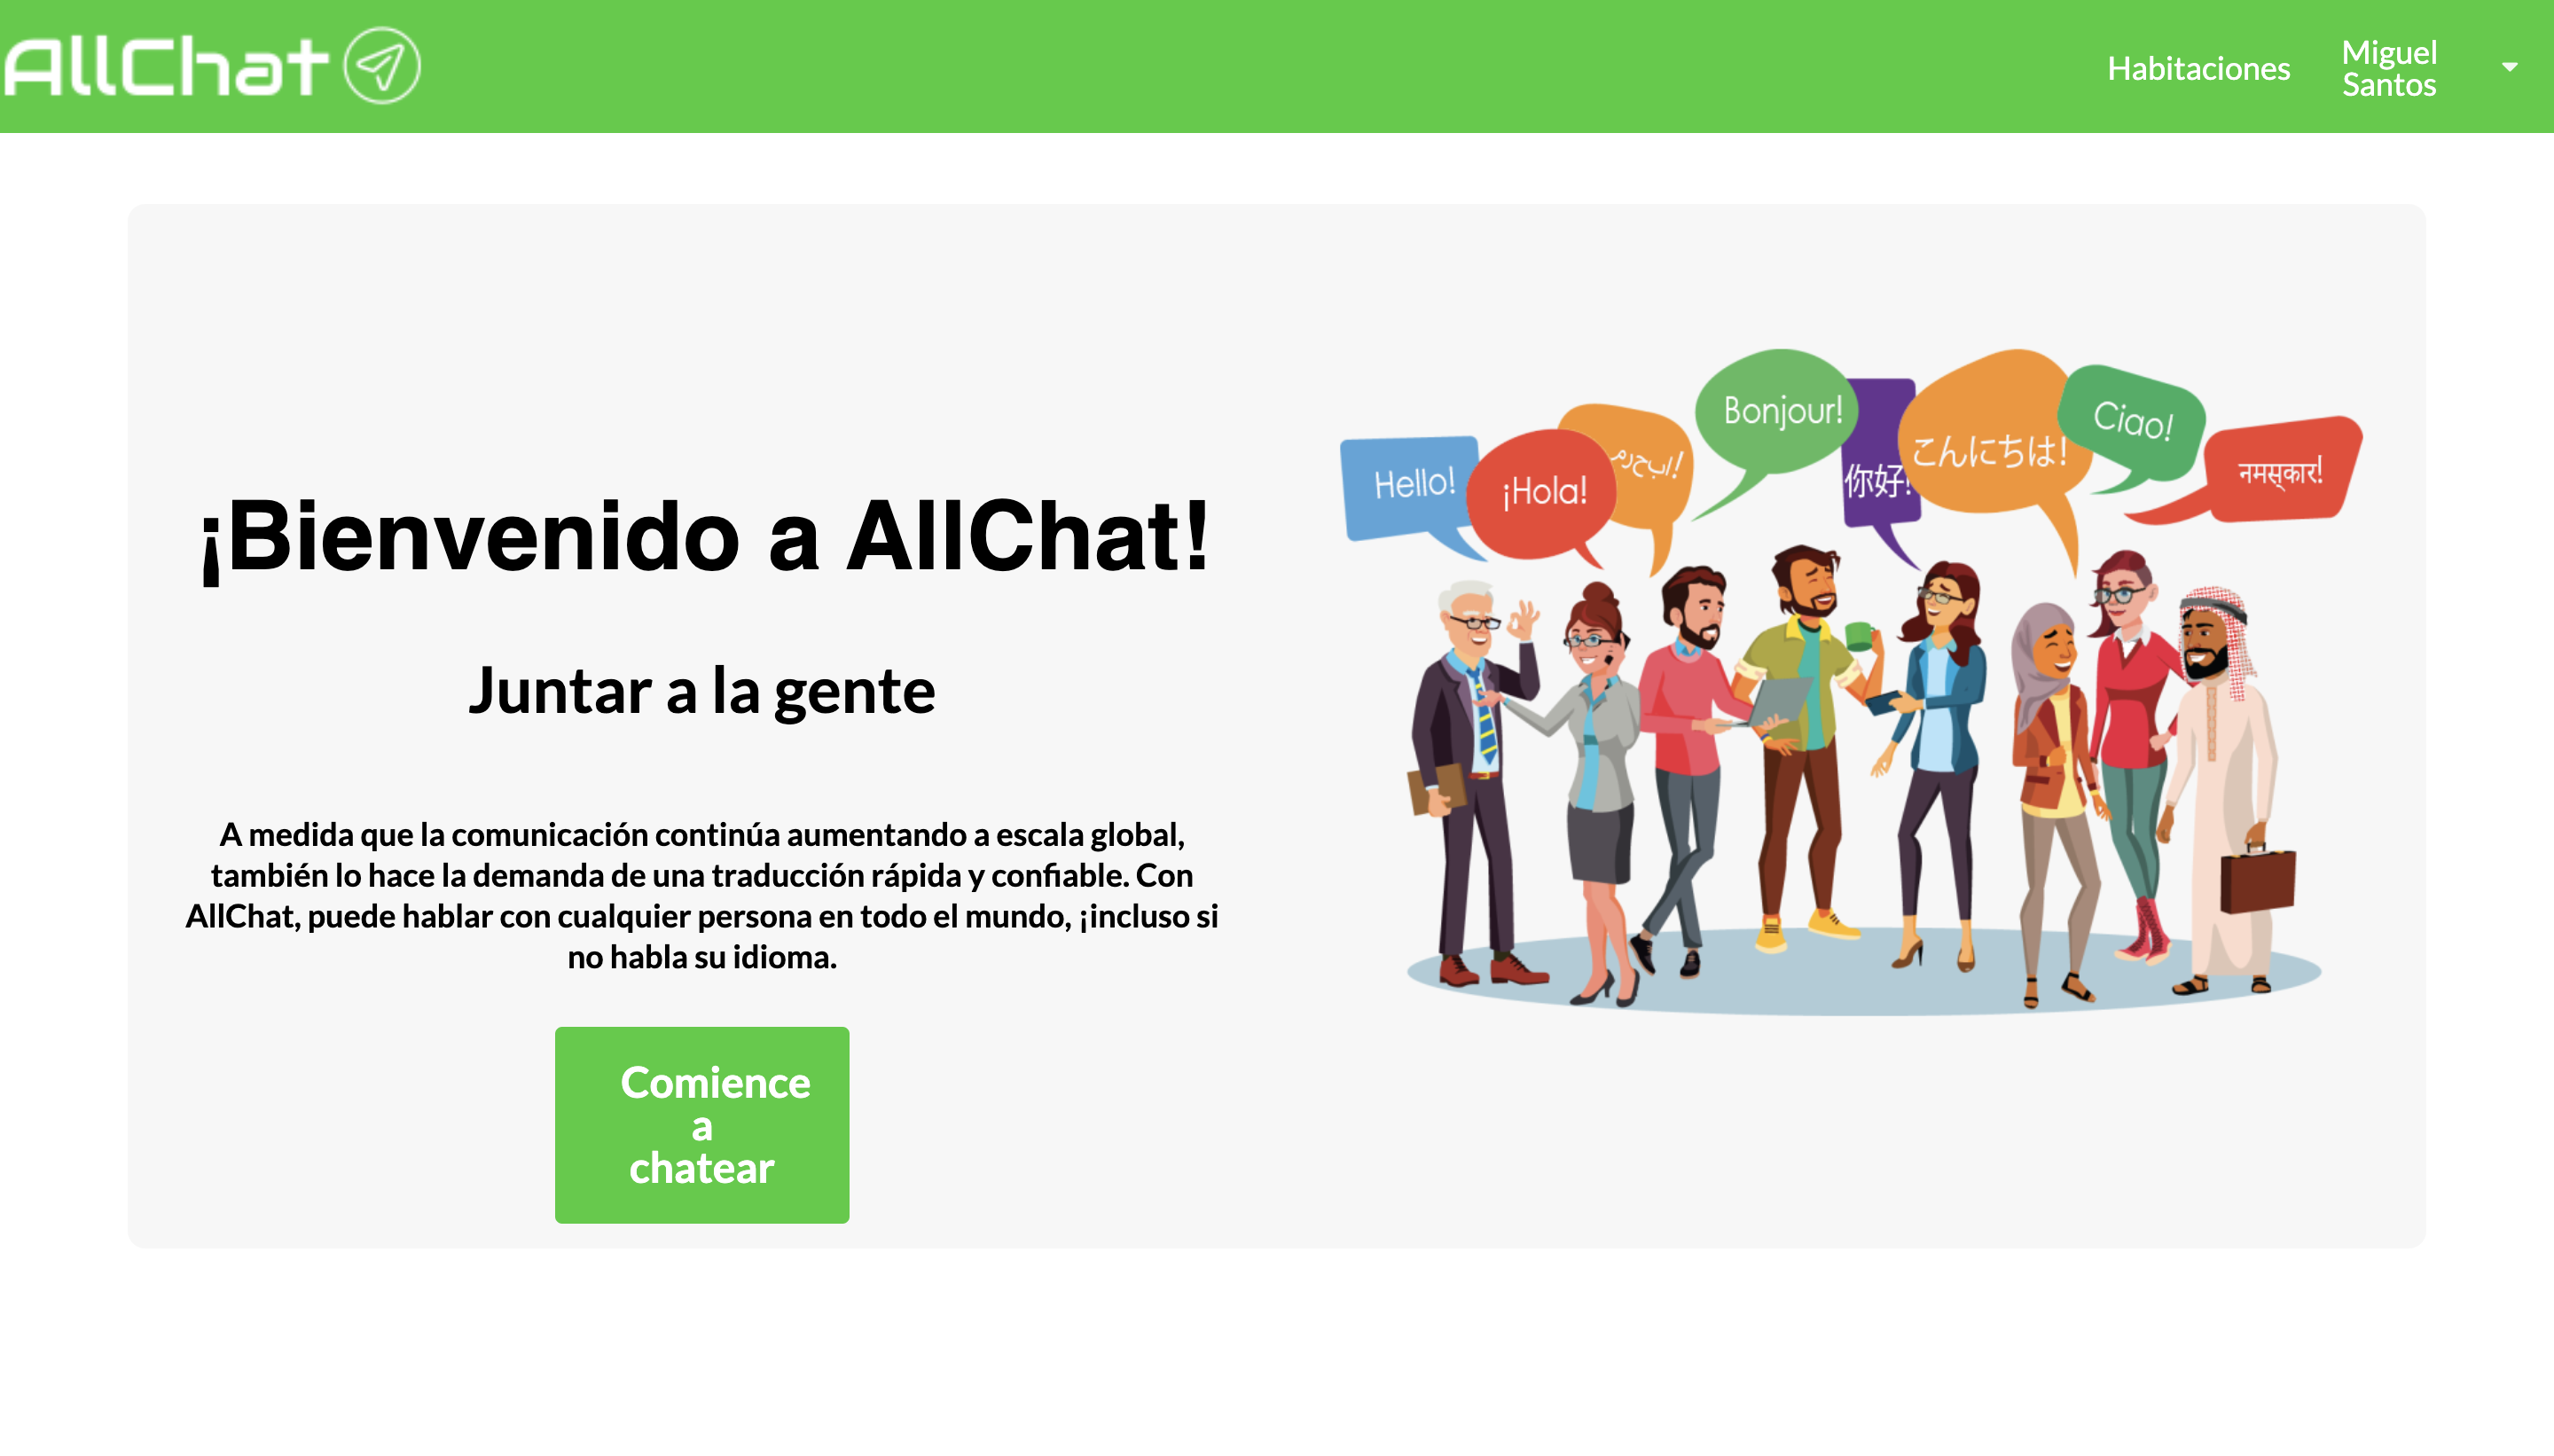 AllChat
Habitaciones
Miguel
Santos
¡Bienvenido a AllChat!
Juntar a la gente
A medida que la comunicación continúa aumentando a escala global,
también lo hace la demanda de una traducción rápida y confiable. Con
AllChat, puede hablar con cualquier persona en todo el mundo, ¡incluso si
no habla su idioma.
Comience
a
chatear
Hello!
¡Hola!
Bonjour!
你好!
こんにちは!
Ciao!
नमस्कार!